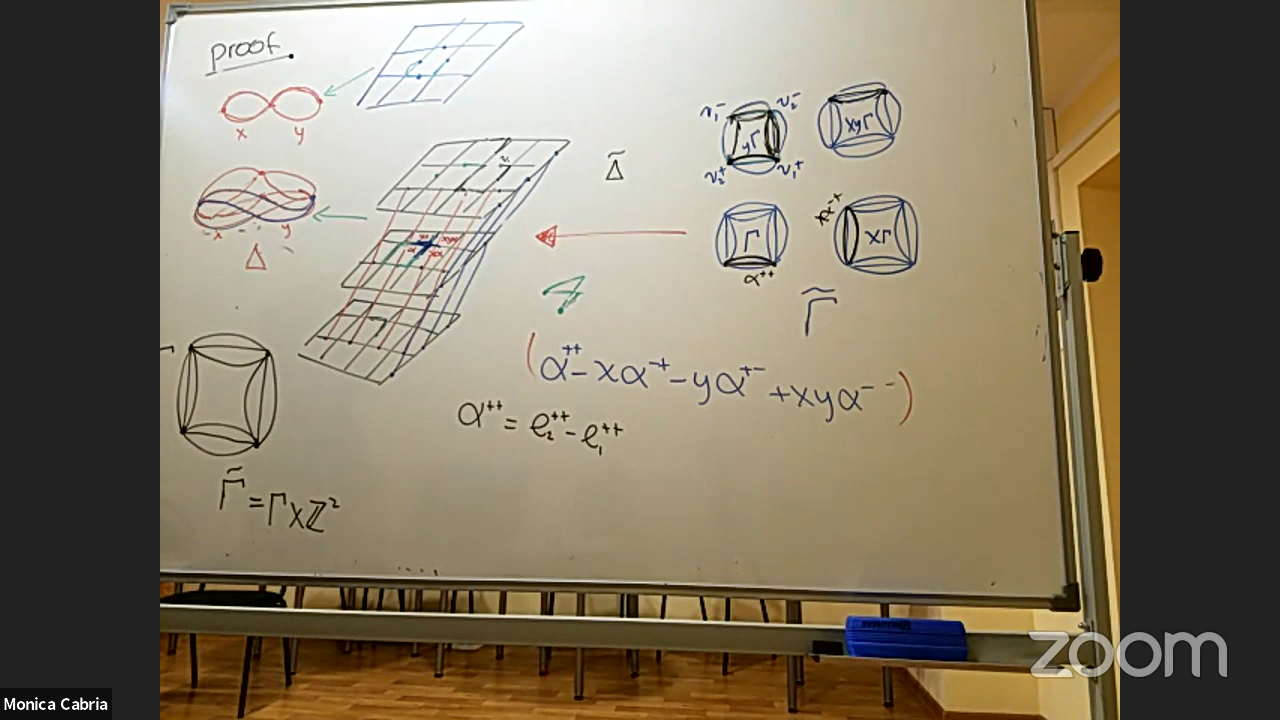 proof.
x y
x y
Δ
Δ̃
v₁⁻ v₂⁻
yΓ
v₂⁺ v₁⁺
xyΓ
Γ
α⁺⁺
xΓ
Γ̃
(α⁺⁺ - xα⁻⁺ - yα⁺⁻ + xyα⁻⁻)
α⁺⁺ = e₂⁺⁺ - e₁⁺⁺
Γ̃ = Γ x ℤ²
zoom
Monica Cabria